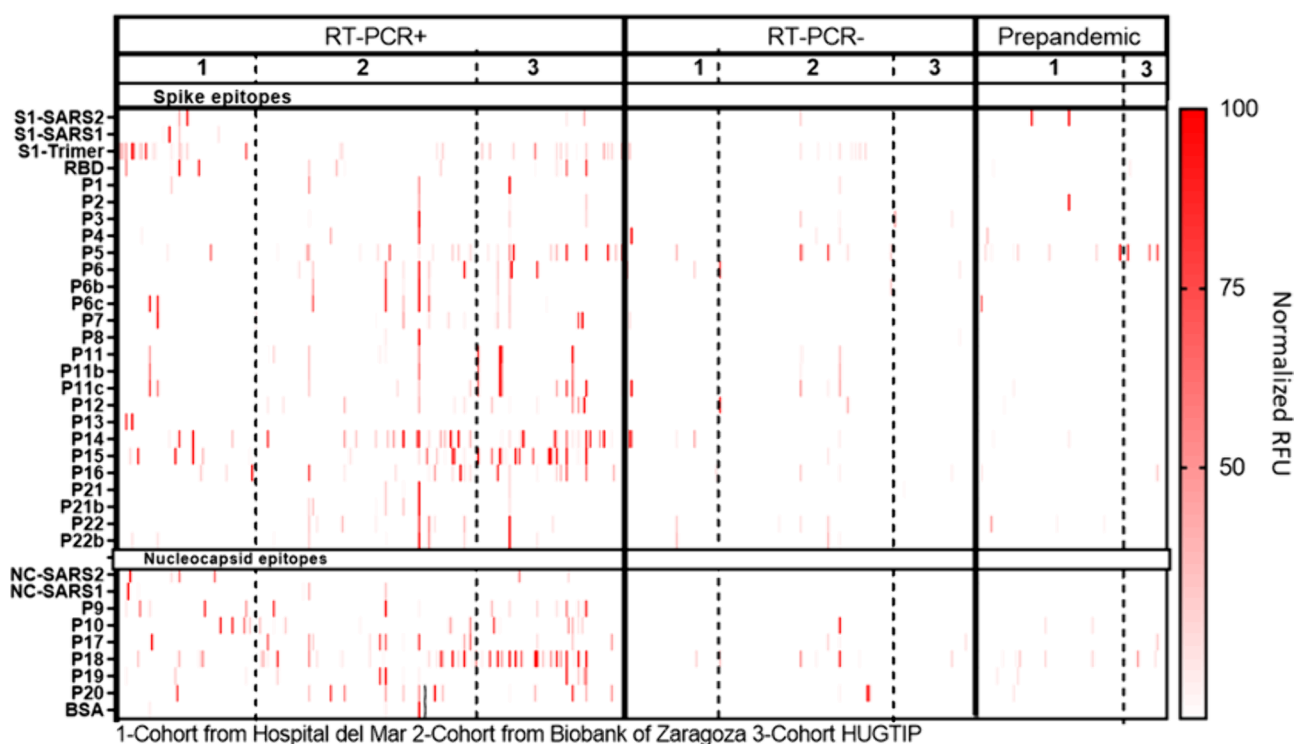 RT-PCR+ RT-PCR- Prepandemic
1 2 3 1 2 3 1 3
Spike epitopes
S1-SARS2
S1-SARS1
S1-Trimer
RBD
P1
P2
P3
P4
P5
P6
P6b
P6c
P7
P8
P11
P11b
P11c
P12
P13
P14
P15
P16
P21
P21b
P22
P22b
Nucleocapsid epitopes
NC-SARS2
NC-SARS1
P9
P10
P17
P18
P19
P20
BSA
100
75
50
Normalized RFU
1-Cohort from Hospital del Mar 2-Cohort from Biobank of Zaragoza 3-Cohort HUGTIP